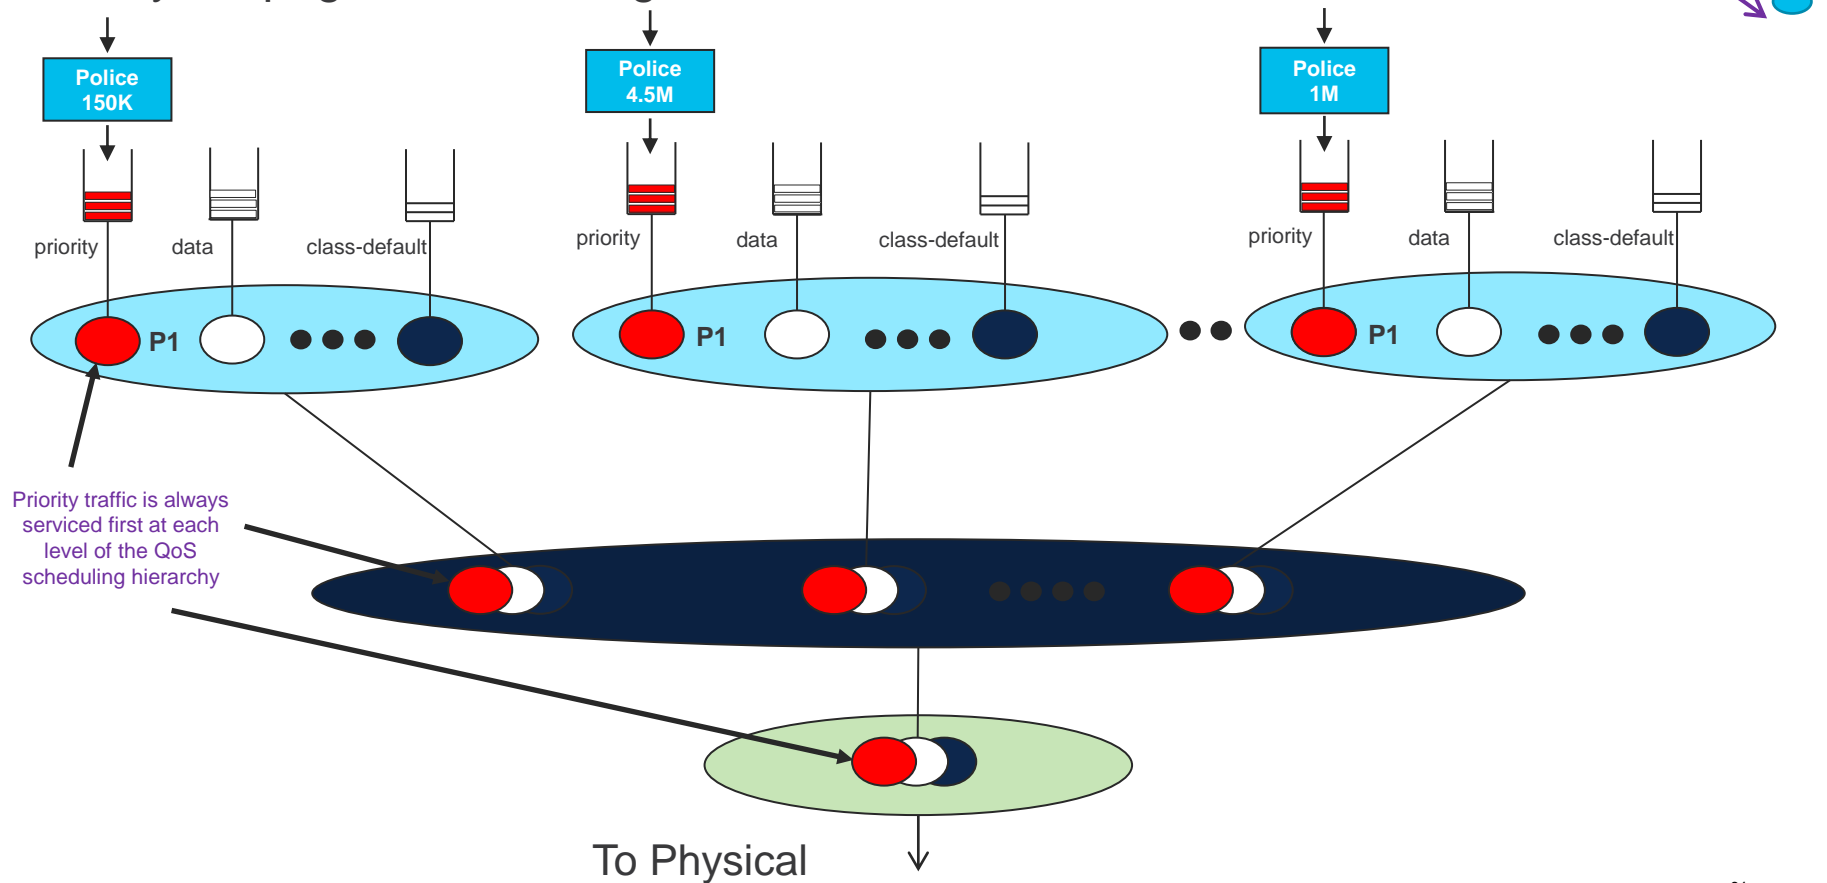 Police
150K
Police
4.5M
Police
1M
priority
data
class-default
priority
data
class-default
priority
data
class-default
P1
P1
P1
Priority traffic is always
serviced first at each
level of the QoS
scheduling hierarchy
To Physical